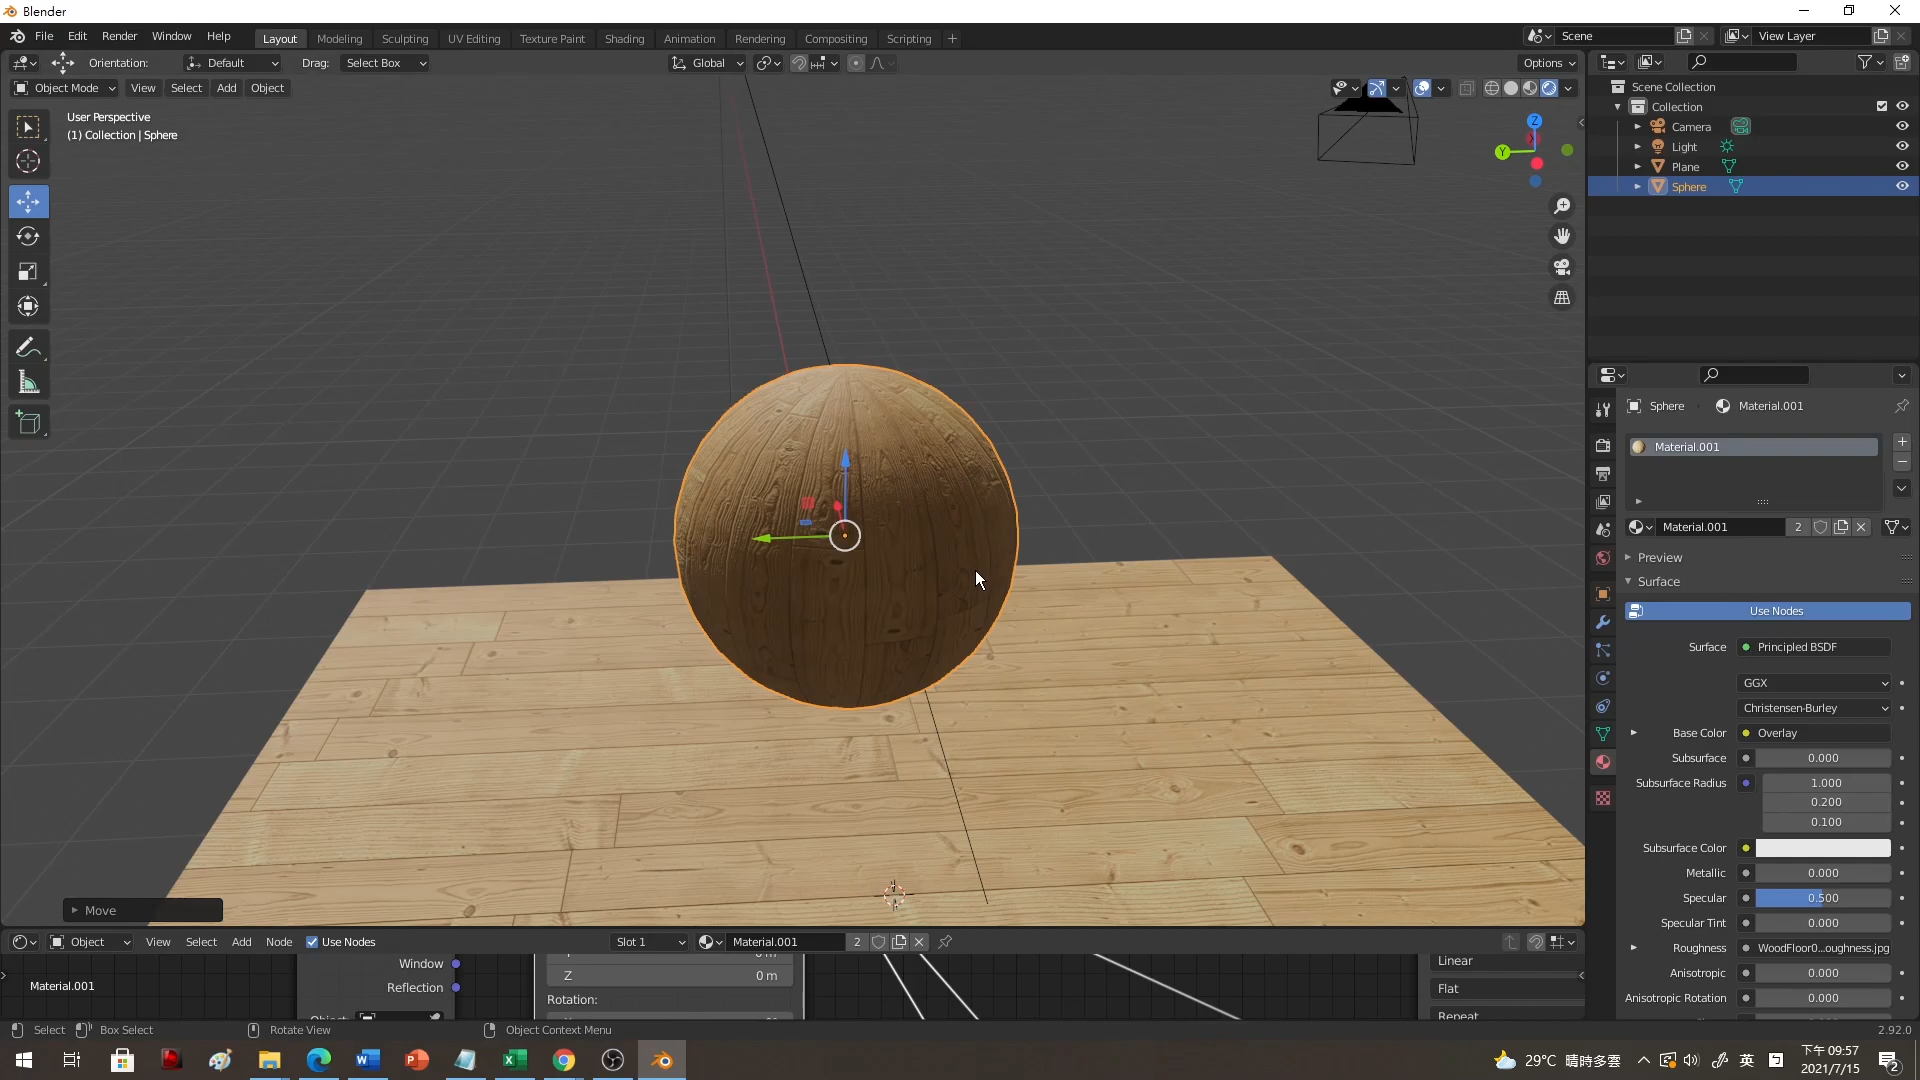 Blender
File Edit Render Window Help
Layout Modeling Sculpting UV Editing Texture Paint Shading Animation Rendering Compositing Scripting +
Scene
View Layer
Orientation: Default Drag: Select Box
Global
Options
Object Mode View Select Add Object
User Perspective
(1) Collection | Sphere
Z
X
Y
Scene Collection
Collection
Camera
Light
Plane
Sphere
Sphere Material.001
Material.001
Material.001 2
Preview
Surface
Use Nodes
Surface Principled BSDF
GGX
Christensen-Burley
Base Color Overlay
Subsurface 0.000
Subsurface Radius 1.000
0.200
0.100
Subsurface Color
Metallic 0.000
Specular 0.500
Specular Tint 0.000
Roughness WoodFloor0...oughness.jpg
Anisotropic 0.000
Anisotropic Rotation 0.000
Move
Object View Select Add Node Use Nodes Slot 1 Material.001 2
Material.001
Window
Reflection
Z 0 m
Rotation:
Linear
Flat
Repeat
Select Box Select Rotate View Object Context Menu 2.92.0
29°C 晴時多雲
英
下午 09:57
2021/7/15
2